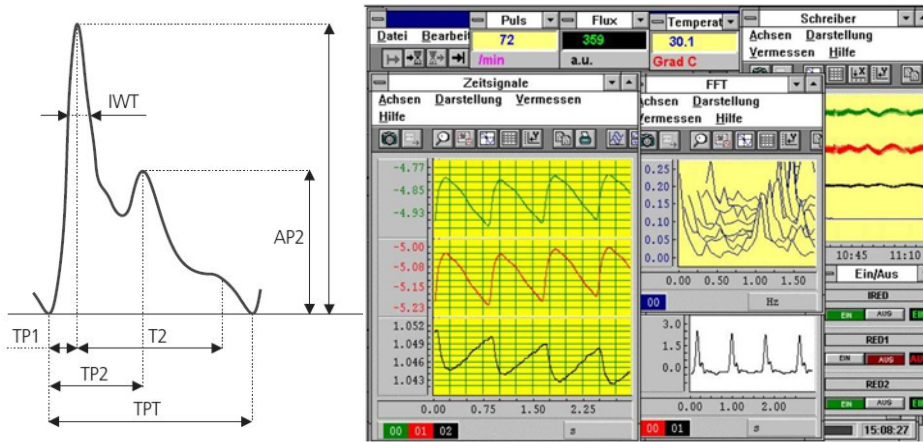 IWT
AP2
TP1
T2
TP2
TPT
Datei Bearbeit
Puls
72
/min
Flux
359
a.u.
Temperat
30.1
Grad C
Schreiber
Achsen Darstellung
Vermessen Hilfe
10:45 11:10
Zeitsignale
Achsen Darstellung Vermessen
Hilfe
-4.77
-4.85
-4.93
-5.00
-5.08
-5.15
-5.23
1.052
1.049
1.046
1.043
0.00 0.75 1.50 2.25
00 01 02 s
FFT
Achsen Darstellung
Vermessen Hilfe
0.25
0.20
0.15
0.10
0.05
0.00
0.00 0.50 1.00 1.50
00 Hz
3.0
1.5
0.0
0.00 1.00 2.00
01 s
Ein/Aus
IRED
EIN AUS EIN
RED1
EIN AUS AU
RED2
EIN AUS EIN
15:08:27